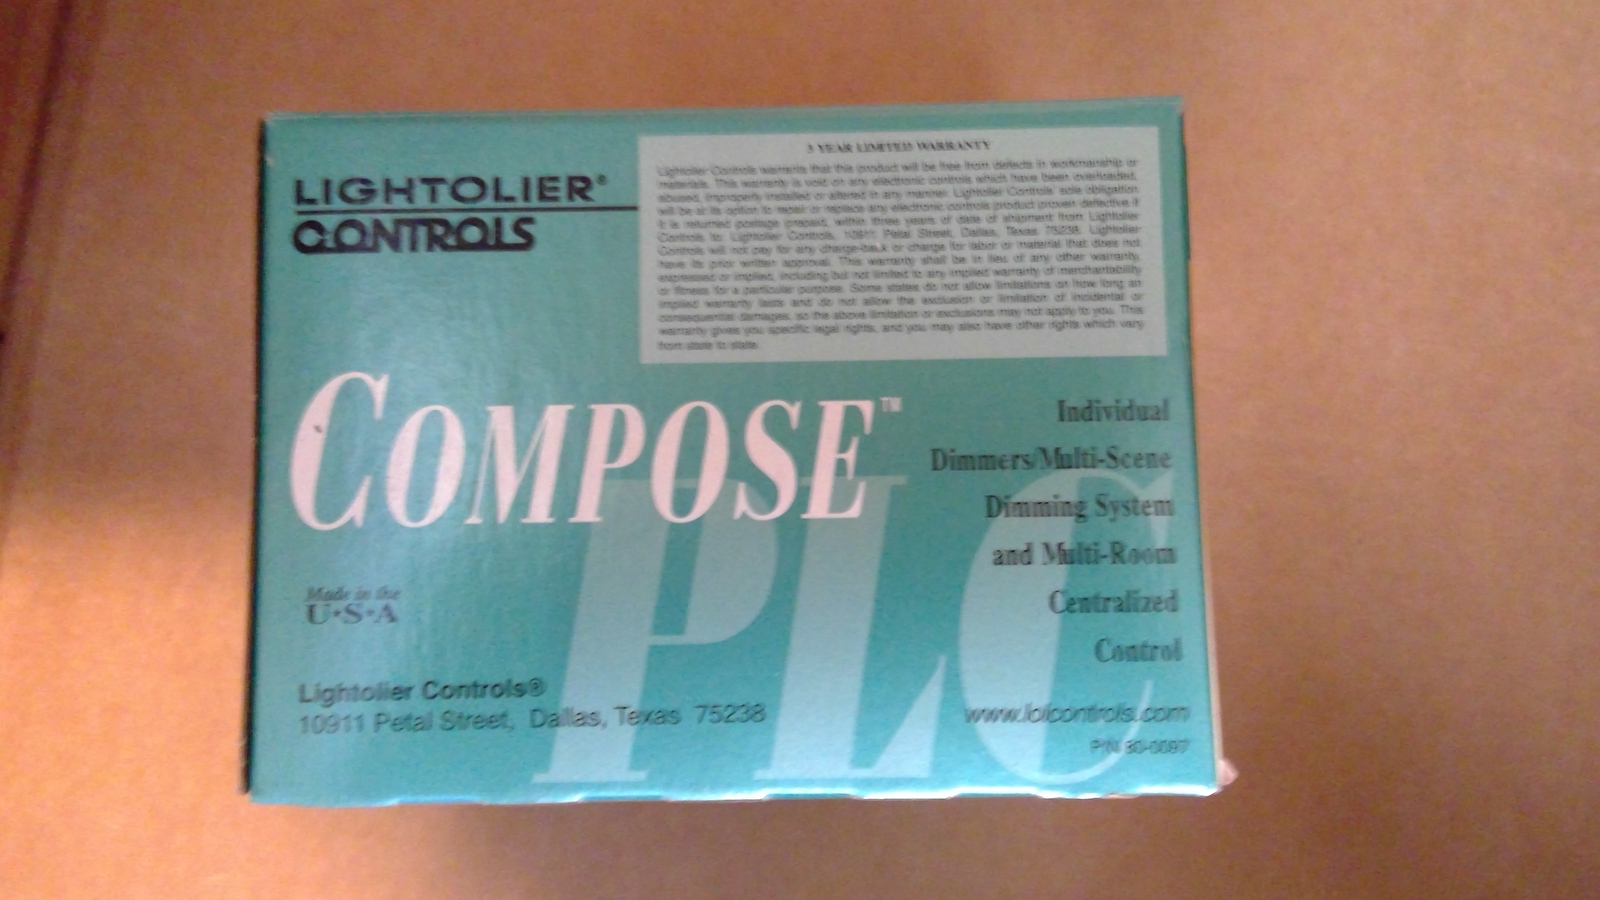 LIGHTOLIER®
CONTROLS
3 YEAR LIMITED WARRANTY
Lightolier Controls warrants that this product will be free from defects in workmanship or
materials. This warranty is void on any electronic controls which have been overloaded,
abused, improperly installed or altered in any manner. Lightolier Controls' sole obligation
will be at its option to repair or replace any electronic controls product proven defective if
it is returned postage prepaid, within three years of date of shipment from Lightolier
Controls to: Lightolier Controls, 10911 Petal Street, Dallas, Texas 75238. Lightolier
Controls will not pay for any charge-back or charge for labor or material that does not
have its prior written approval. This warranty shall be in lieu of any other warranty,
expressed or implied, including but not limited to any implied warranty of merchantability
or fitness for a particular purpose. Some states do not allow limitations on how long an
implied warranty lasts and do not allow the exclusion or limitation of incidental or
consequential damages, so the above limitation or exclusions may not apply to you. This
warranty gives you specific legal rights, and you may also have other rights which vary
from state to state.
COMPOSE™
PLC
Individual
Dimmers/Multi-Scene
Dimming System
and Multi-Room
Centralized
Control
Made in the
U•S•A
Lightolier Controls®
10911 Petal Street, Dallas, Texas 75238
www.lolcontrols.com
P/N 80-0097